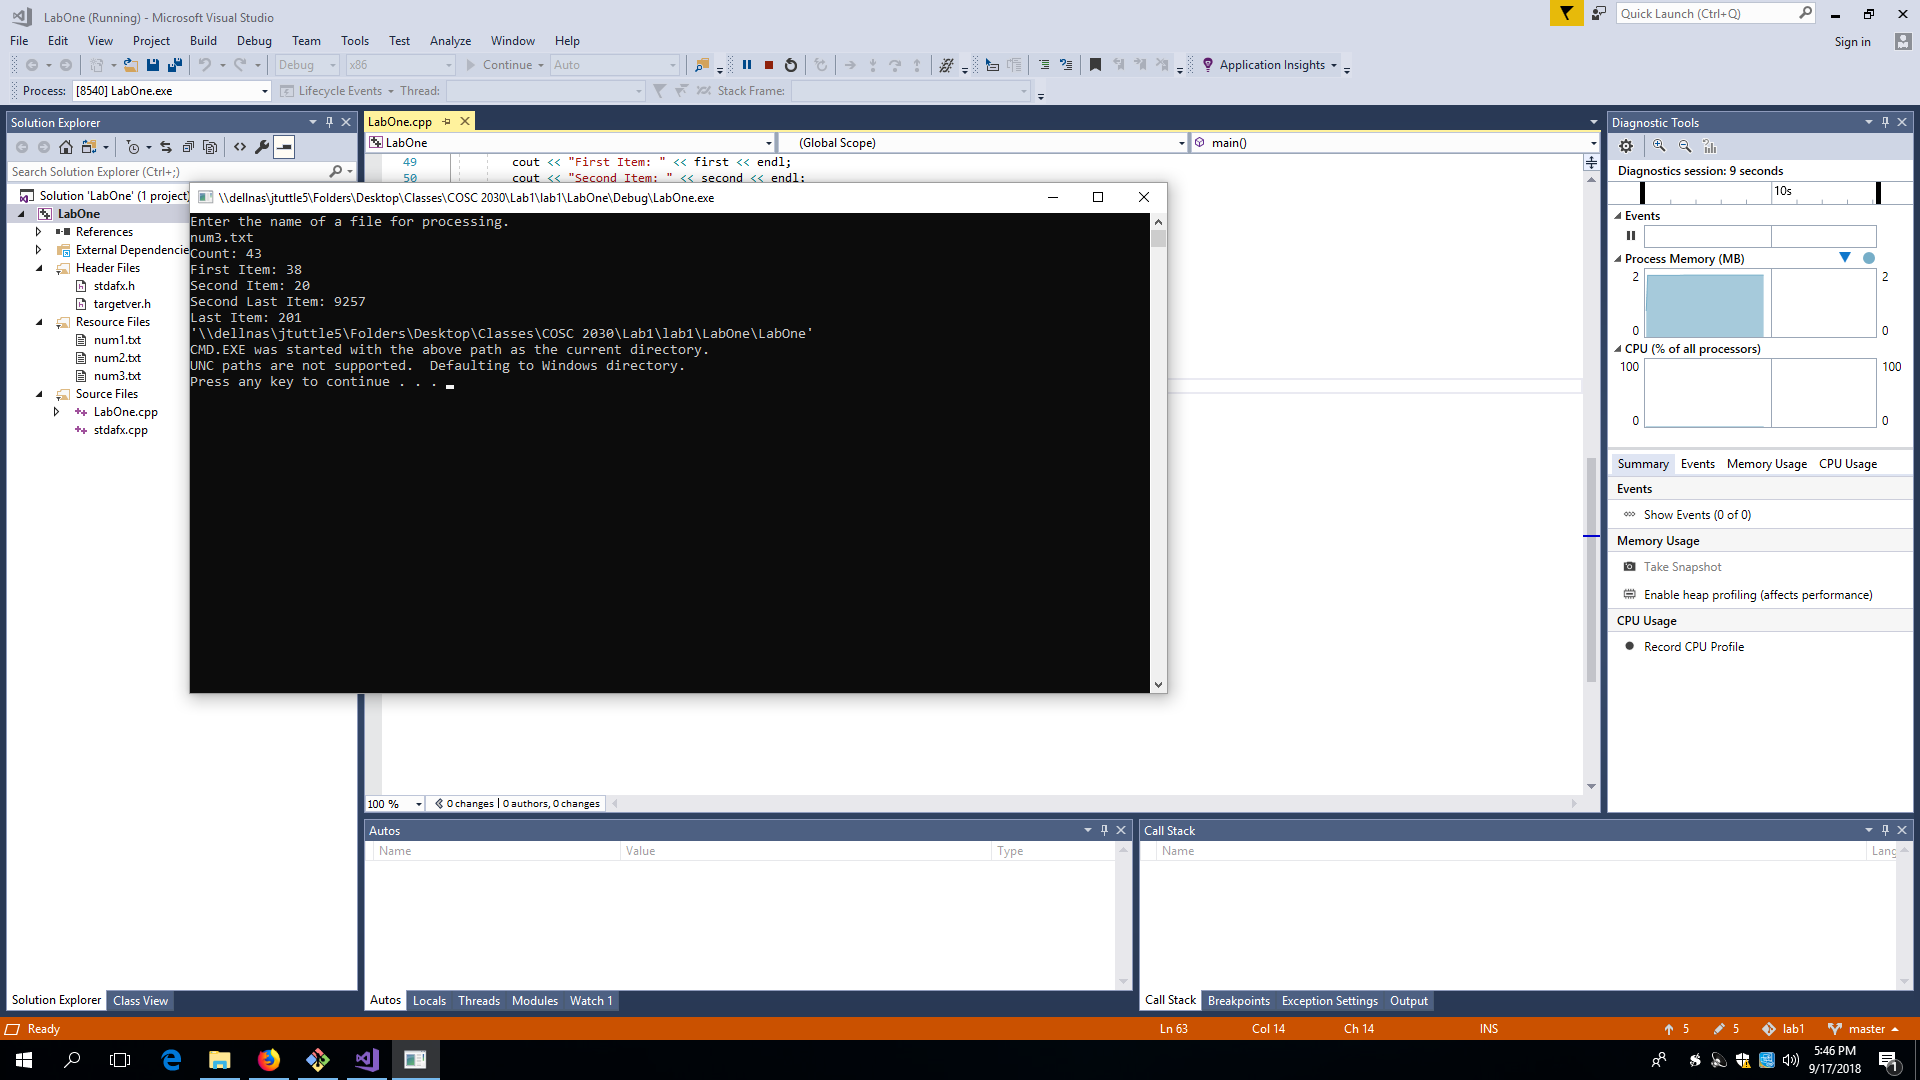 LabOne (Running) - Microsoft Visual Studio
Quick Launch (Ctrl+Q)
File Edit View Project Build Debug Team Tools Test Analyze Window Help
Sign in
Debug x86 Continue Auto Application Insights
Process: [8540] LabOne.exe Lifecycle Events Thread: Stack Frame:
Solution Explorer
Search Solution Explorer (Ctrl+;)
Solution 'LabOne' (1 project)
LabOne
References
External Dependencie
Header Files
stdafx.h
targetver.h
Resource Files
num1.txt
num2.txt
num3.txt
Source Files
LabOne.cpp
stdafx.cpp
Solution Explorer Class View
LabOne.cpp
LabOne (Global Scope) main()
49 cout << "First Item: " << first << endl;
50 cout << "Second Item: " << second << endl;
\\dellnas\jtuttle5\Folders\Desktop\Classes\COSC 2030\Lab1\lab1\LabOne\Debug\LabOne.exe
Enter the name of a file for processing.
num3.txt
Count: 43
First Item: 38
Second Item: 20
Second Last Item: 9257
Last Item: 201
'\\dellnas\jtuttle5\Folders\Desktop\Classes\COSC 2030\Lab1\lab1\LabOne\LabOne'
CMD.EXE was started with the above path as the current directory.
UNC paths are not supported.  Defaulting to Windows directory.
Press any key to continue . . .
100 % 0 changes | 0 authors, 0 changes
Autos
Name Value Type
Autos Locals Threads Modules Watch 1
Call Stack
Name Lang
Call Stack Breakpoints Exception Settings Output
Diagnostic Tools
Diagnostics session: 9 seconds
10s
Events
Process Memory (MB)
2 2
0 0
CPU (% of all processors)
100 100
0 0
Summary Events Memory Usage CPU Usage
Events
Show Events (0 of 0)
Memory Usage
Take Snapshot
Enable heap profiling (affects performance)
CPU Usage
Record CPU Profile
Ready Ln 63 Col 14 Ch 14 INS 5 5 lab1 master
5:46 PM
9/17/2018
1